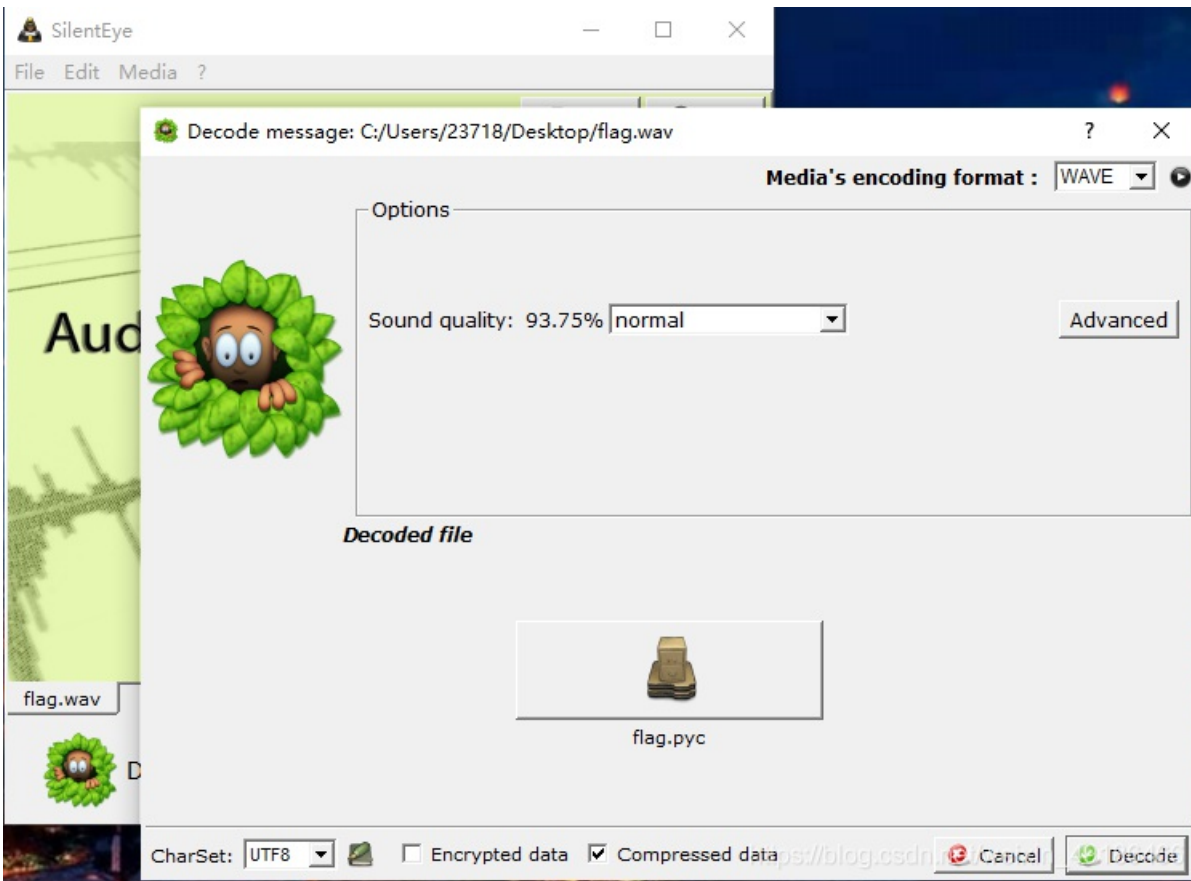 SilentEye
File Edit Media ?
Decode message: C:/Users/23718/Desktop/flag.wav ?
Media's encoding format : WAVE
Options
Sound quality: 93.75% normal
Advanced
Aud
Decoded file
flag.wav
flag.pyc
D
CharSet: UTF8 Encrypted data Compressed data Cancel Decode